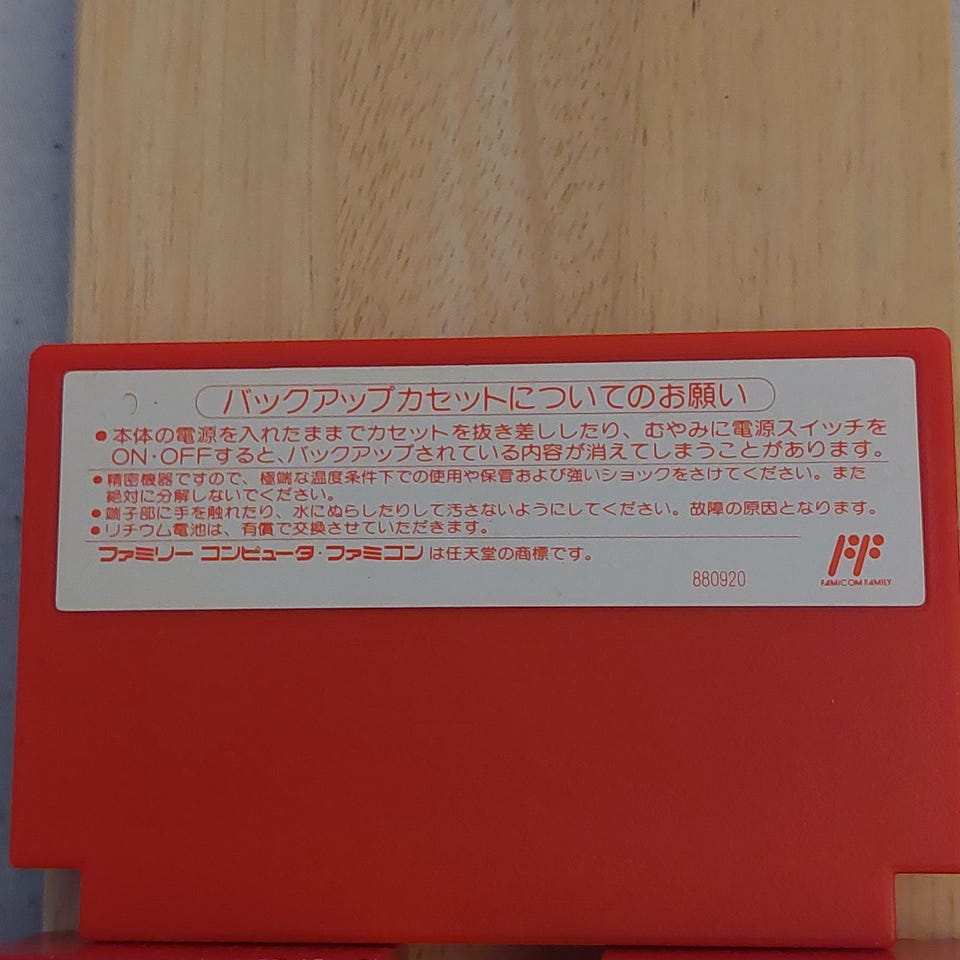 バックアップカセットについてのお願い
●本体の電源を入れたままでカセットを抜き差ししたり、むやみに電源スイッチを
ON・OFFすると、バックアップされている内容が消えてしまうことがあります。
●精密機器ですので、極端な温度条件下での使用や保管および強いショックをさけてください。また
絶対に分解しないでください。
●端子部に手を触れたり、水にぬらしたりして汚さないようにしてください。故障の原因となります。
●リチウム電池は、有償で交換させていただきます。
ファミリー コンピュータ・ファミコンは任天堂の商標です。
880920
FAMICOM FAMILY